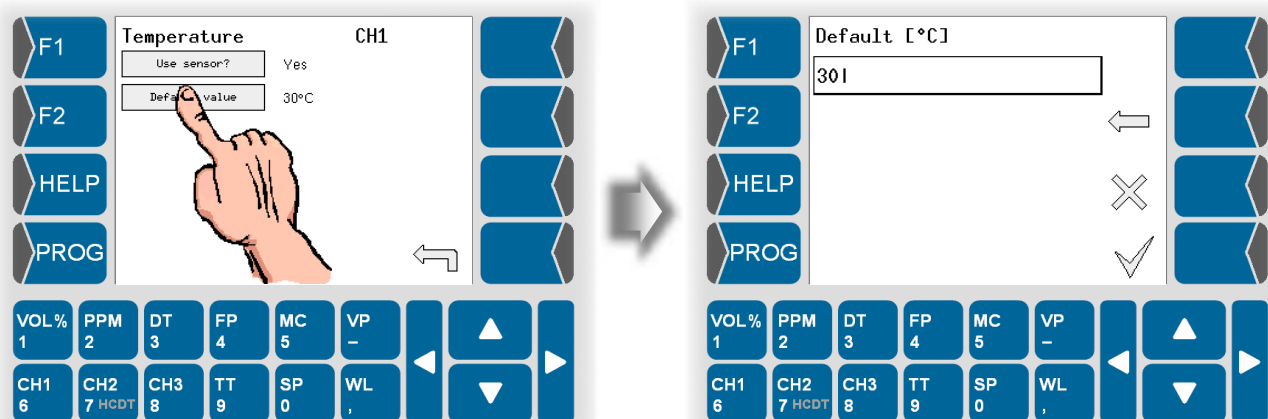 F1
F2
HELP
PROG
Temperature CH1
Use sensor? Yes
Default value 30°C
VOL% PPM DT FP MC VP
1 2 3 4 5 –
CH1 CH2 CH3 TT SP WL
6 7 HCDT 8 9 0 ,
F1
F2
HELP
PROG
Default [°C]
30
VOL% PPM DT FP MC VP
1 2 3 4 5 –
CH1 CH2 CH3 TT SP WL
6 7 HCDT 8 9 0 ,